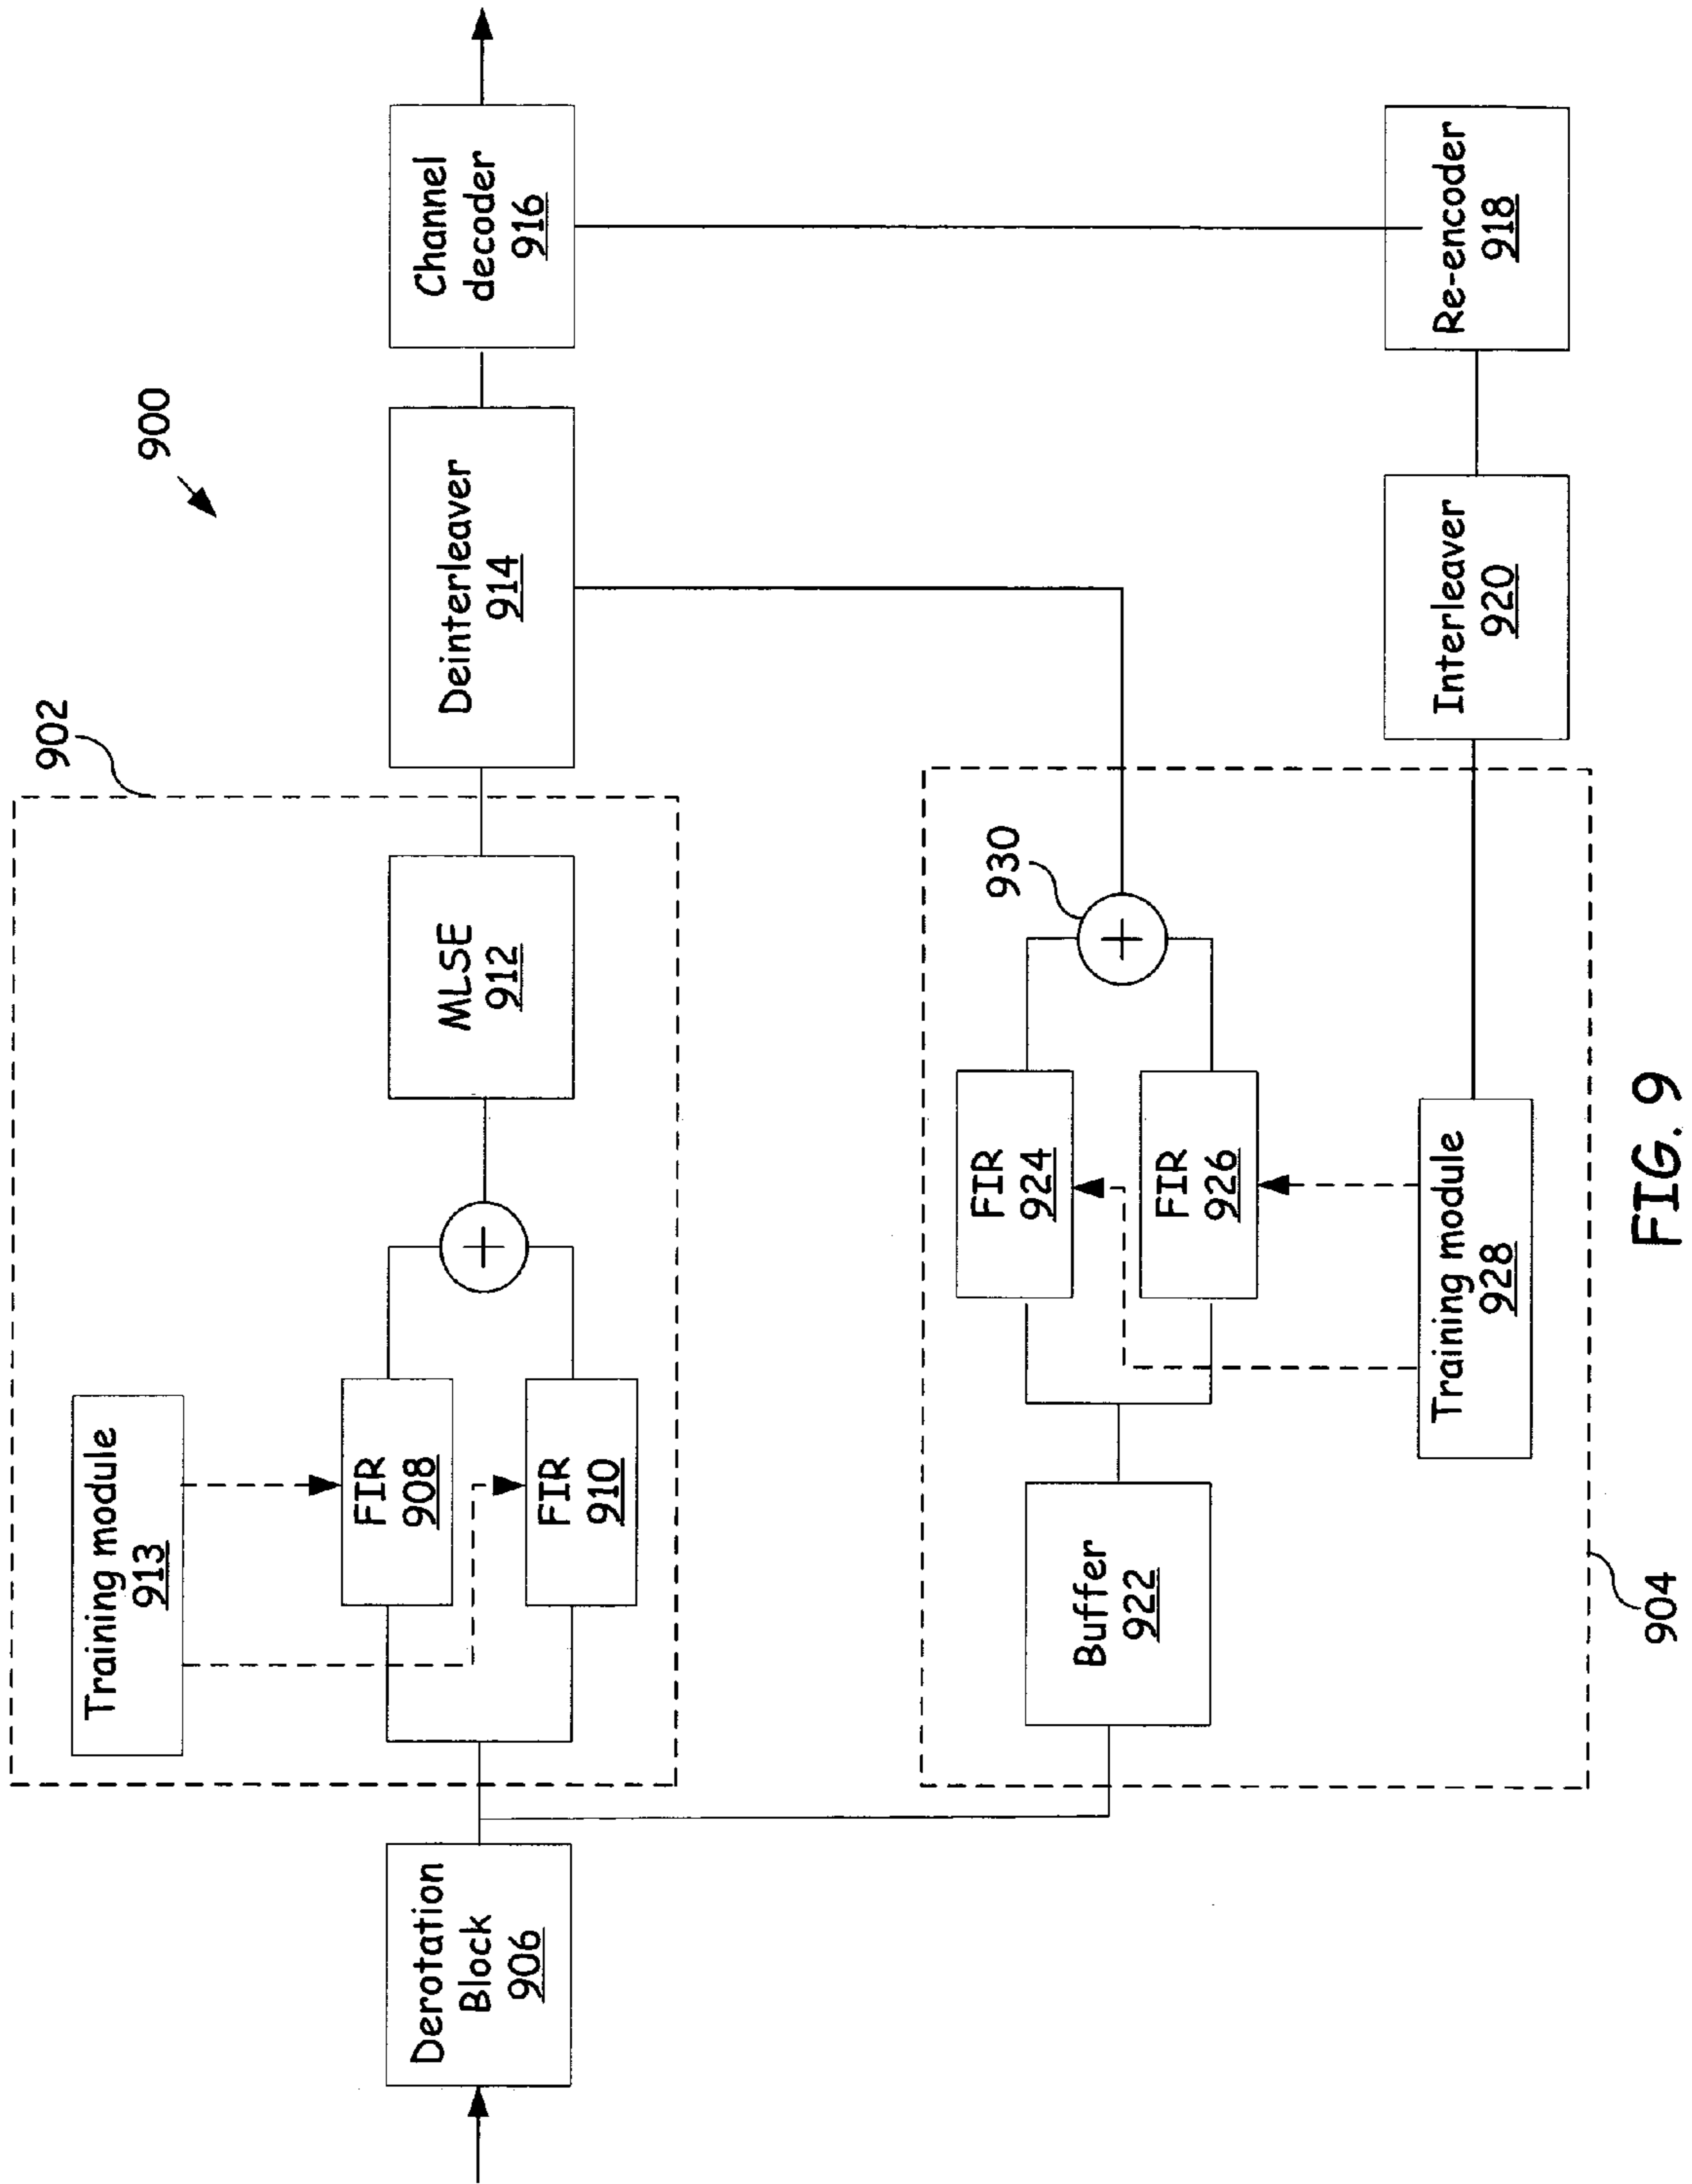 900
902
Training module
913
FIR
908
FIR
910
MLSE
912
Derotation
Block
906
Deinterleaver
914
Channel
decoder
916
930
FIR
924
FIR
926
Buffer
922
Training module
928
904
Interleaver
920
Re-encoder
918
FIG. 9